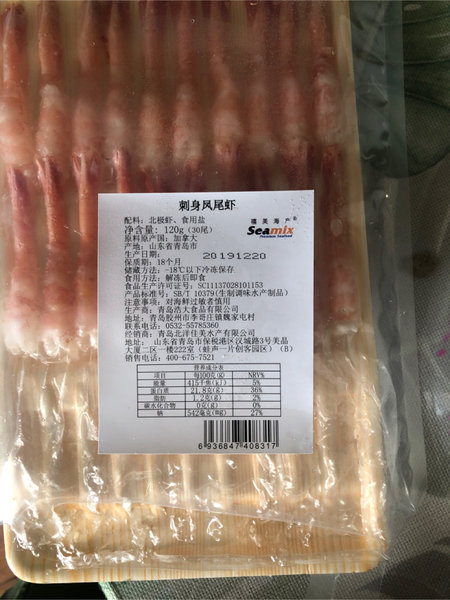 刺身凤尾虾
配料: 北极虾、食用盐
净含量: 120g (30尾)
原料原产国: 加拿大
产地: 山东省青岛市
生产日期: 20191220
保质期: 18个月
储藏方法: -18℃以下冷冻保存
食用方法: 解冻后即食
食品生产许可证号: SC11137028101153
产品标准号: SB/T 10379(生制调味水产制品)
注意事项: 对海鲜过敏者慎用
生产商: 青岛浩大食品有限公司
地址: 青岛胶州市李哥庄镇魏家屯村
联系电话: 0532-55785360
经销商: 青岛北洋佳美水产有限公司
地址: 山东省青岛市保税港区汉城路3号美晶
大厦二区一楼222室 (蛙声一片创客园区) (B)
销售电话: 400-675-7521
禧美海产®
Seamix
Premium Seafood
营养成分表
项目 每100克(g) NRV%
能量 415千焦(kJ) 5%
蛋白质 21.8克(g) 36%
脂肪 1.2克(g) 2%
碳水化合物 0克(g) 0%
钠 542毫克(mg) 27%
6 936847 408317